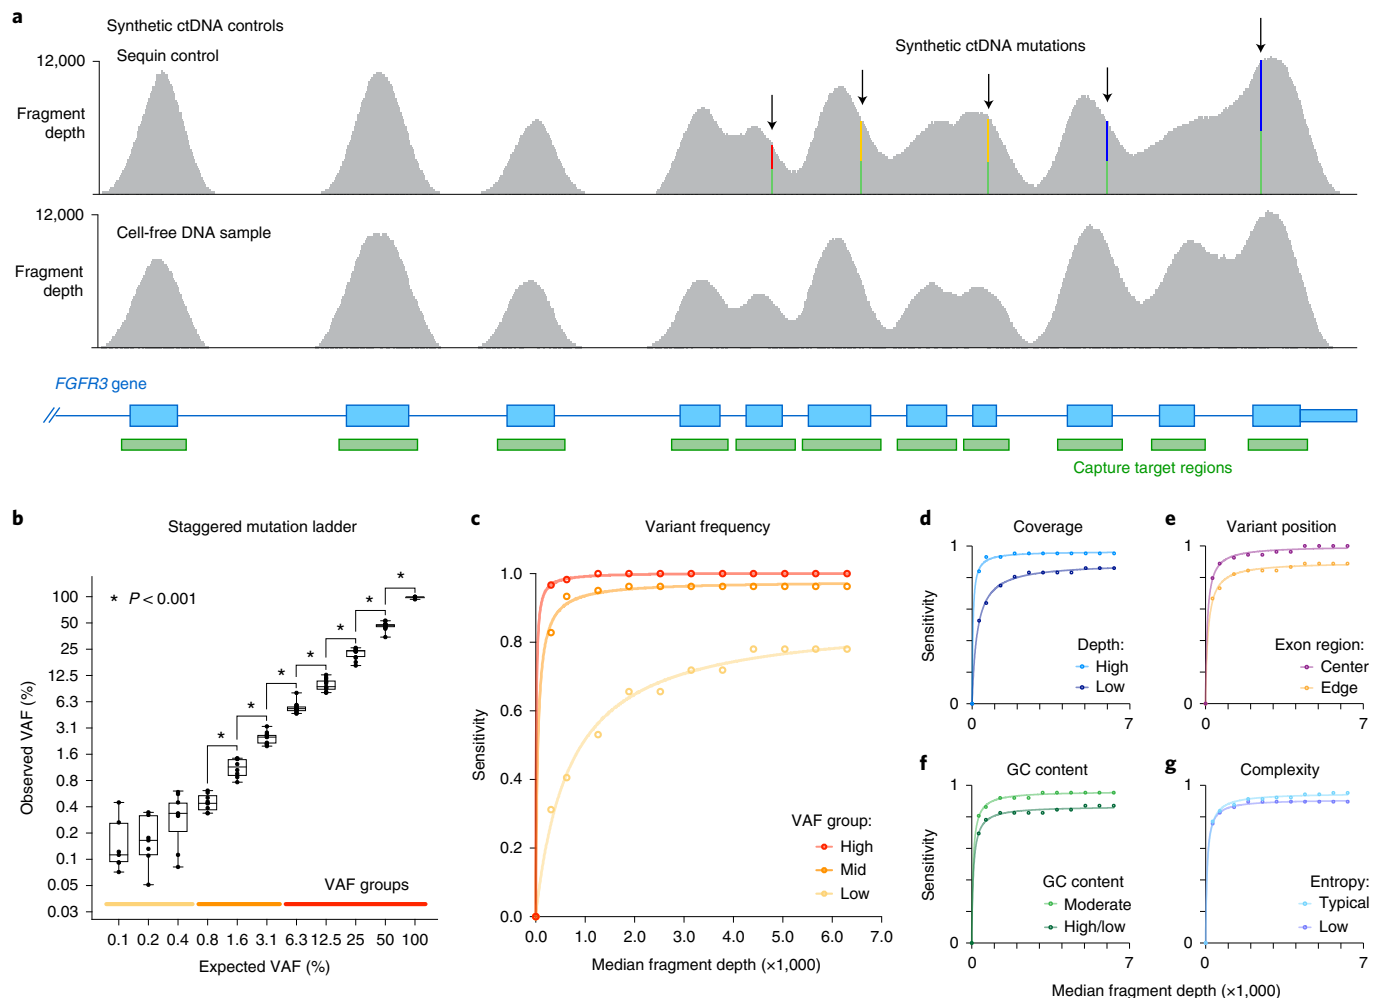 a
Synthetic ctDNA controls
Sequin control
12,000
Fragment
depth
Synthetic ctDNA mutations
12,000
Cell-free DNA sample
Fragment
depth
FGFR3 gene
Capture target regions
b
Staggered mutation ladder
* P < 0.001
Observed VAF (%)
100
50
25
12.5
6.3
3.1
1.6
0.8
0.4
0.2
0.1
0.05
0.03
* * * * * * *
VAF groups
0.1 0.2 0.4 0.8 1.6 3.1 6.3 12.5 25 50 100
Expected VAF (%)
c
Variant frequency
Sensitivity
1.0
0.8
0.6
0.4
0.2
0.0
VAF group:
High
Mid
Low
0.0 1.0 2.0 3.0 4.0 5.0 6.0 7.0
Median fragment depth (×1,000)
d
Coverage
Sensitivity
1
0
Depth:
High
Low
0 7
e
Variant position
1
0
Exon region:
Center
Edge
0 7
f
GC content
Sensitivity
1
0
GC content
Moderate
High/low
0 7
g
Complexity
1
0
Entropy:
Typical
Low
0 7
Median fragment depth (×1,000)